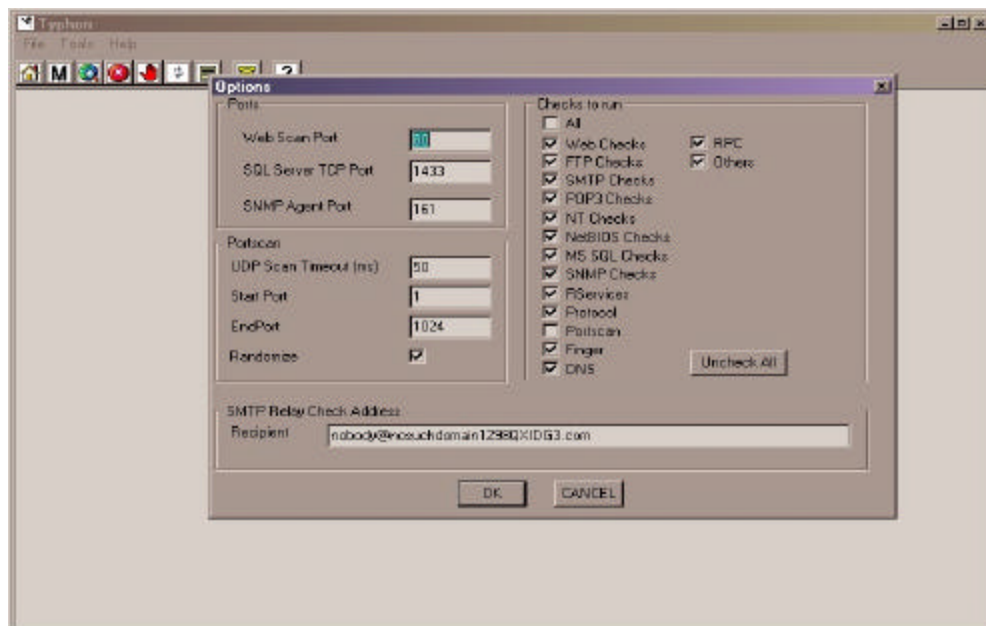 Typhon
File Tools Help
M ?
Options
Ports
Web Scan Port 80
SQL Server TCP Port 1433
SNMP Agent Port 161
Portscan
UDP Scan Timeout (ms) 50
Start Port 1
EndPort 1024
Randomize
Checks to run
All
Web Checks
FTP Checks
SMTP Checks
POP3 Checks
NT Checks
NetBIOS Checks
MS SQL Checks
SNMP Checks
RServices
Protocol
Portscan
Finger
DNS
RPC
Others
Uncheck All
SMTP Relay Check Address
Recipient nobody@nosuchdomain1298QXIDG3.com
OK CANCEL